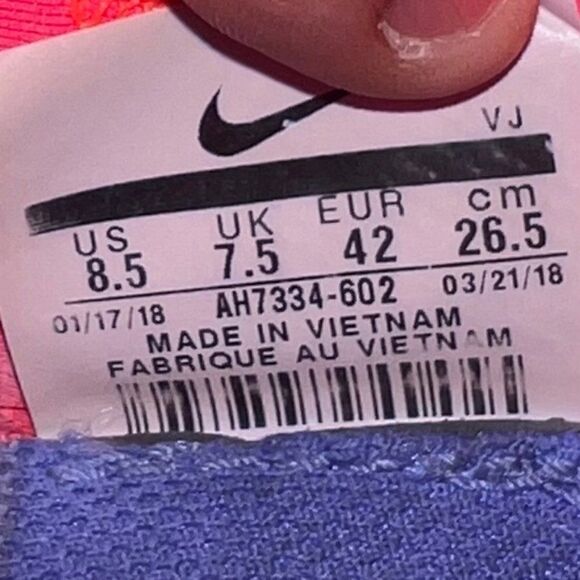 VJ
US UK EUR cm
8.5 7.5 42 26.5
01/17/18 AH7334-602 03/21/18
MADE IN VIETNAM
FABRIQUE AU VIETNAM